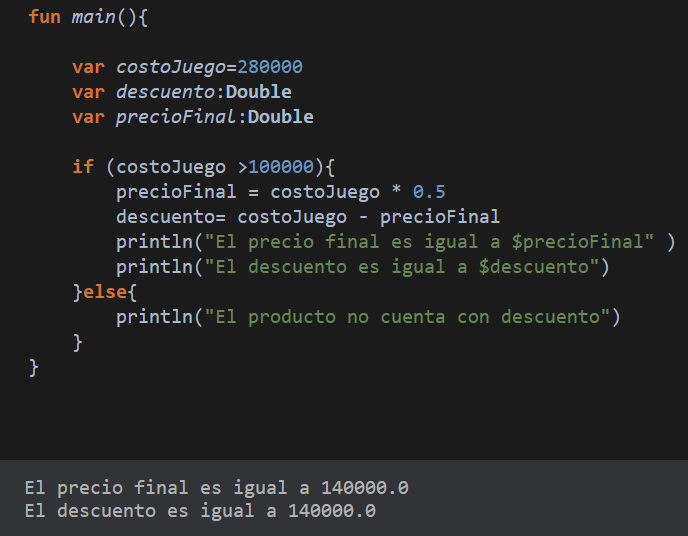 fun main(){
var costoJuego=280000
var descuento:Double
var precioFinal:Double
if (costoJuego >100000){
precioFinal = costoJuego * 0.5
descuento= costoJuego - precioFinal
println("El precio final es igual a $precioFinal" )
println("El descuento es igual a $descuento")
}else{
println("El producto no cuenta con descuento")
}
}
El precio final es igual a 140000.0
El descuento es igual a 140000.0